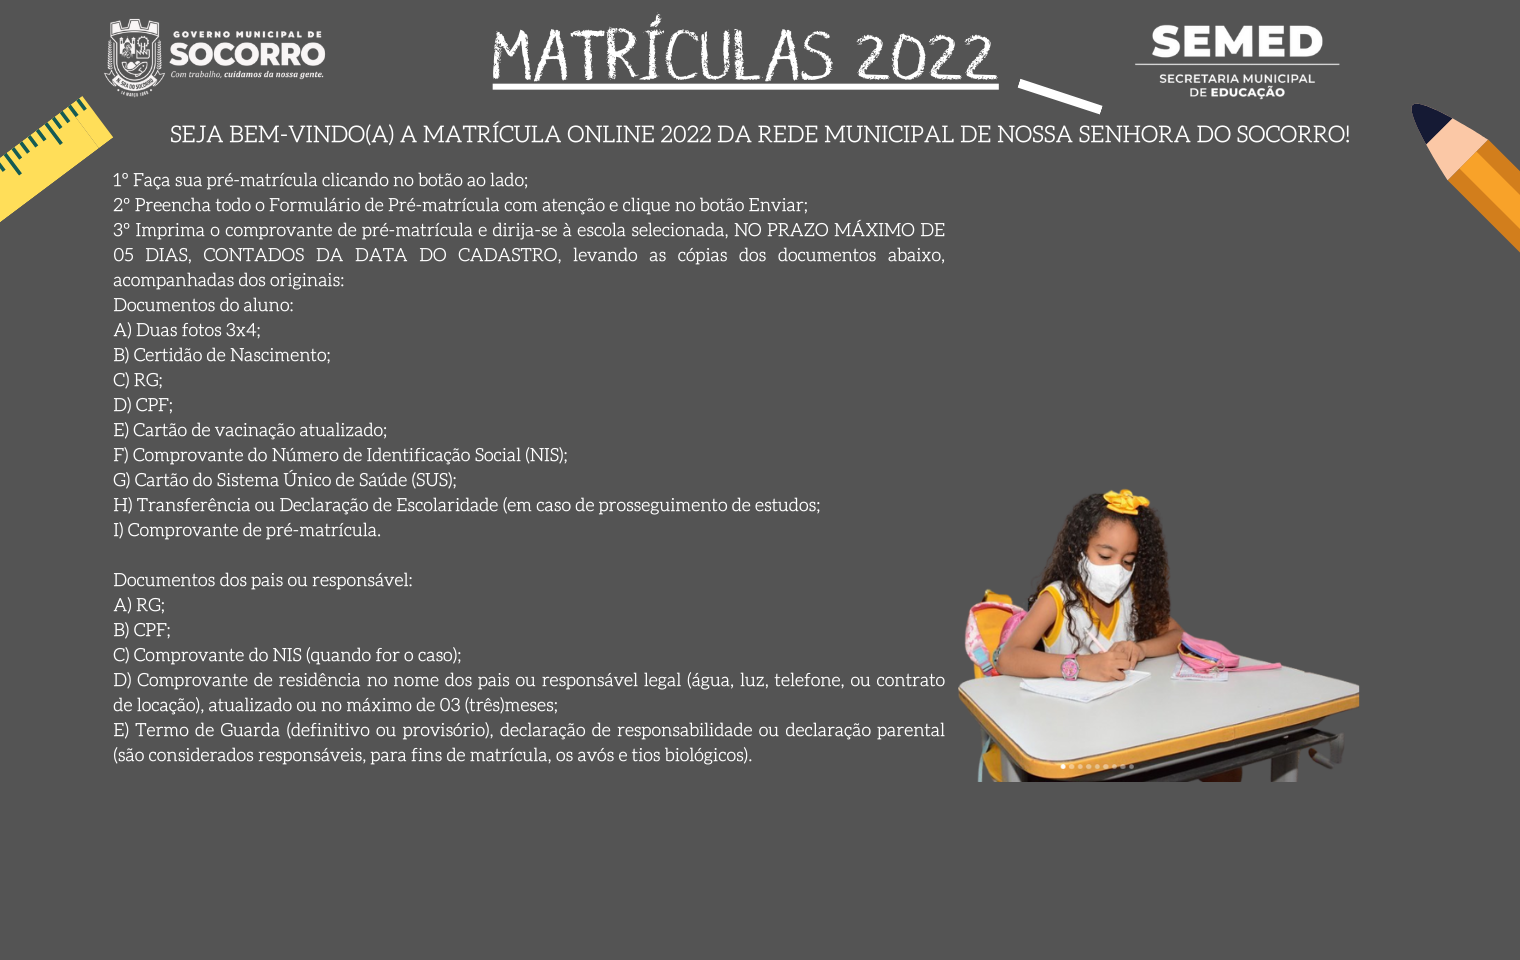 GOVERNO MUNICIPAL DE
SOCORRO
Com trabalho, cuidamos da nossa gente.
MATRÍCULAS 2022
SEMED
SECRETARIA MUNICIPAL
DE EDUCAÇÃO
SEJA BEM-VINDO(A) A MATRÍCULA ONLINE 2022 DA REDE MUNICIPAL DE NOSSA SENHORA DO SOCORRO!
1º Faça sua pré-matrícula clicando no botão ao lado;
2º Preencha todo o Formulário de Pré-matrícula com atenção e clique no botão Enviar;
3º Imprima o comprovante de pré-matrícula e dirija-se à escola selecionada, NO PRAZO MÁXIMO DE
05 DIAS, CONTADOS DA DATA DO CADASTRO, levando as cópias dos documentos abaixo,
acompanhadas dos originais:
Documentos do aluno:
A) Duas fotos 3x4;
B) Certidão de Nascimento;
C) RG;
D) CPF;
E) Cartão de vacinação atualizado;
F) Comprovante do Número de Identificação Social (NIS);
G) Cartão do Sistema Único de Saúde (SUS);
H) Transferência ou Declaração de Escolaridade (em caso de prosseguimento de estudos;
I) Comprovante de pré-matrícula.
Documentos dos pais ou responsável:
A) RG;
B) CPF;
C) Comprovante do NIS (quando for o caso);
D) Comprovante de residência no nome dos pais ou responsável legal (água, luz, telefone, ou contrato
de locação), atualizado ou no máximo de 03 (três)meses;
E) Termo de Guarda (definitivo ou provisório), declaração de responsabilidade ou declaração parental
(são considerados responsáveis, para fins de matrícula, os avós e tios biológicos).